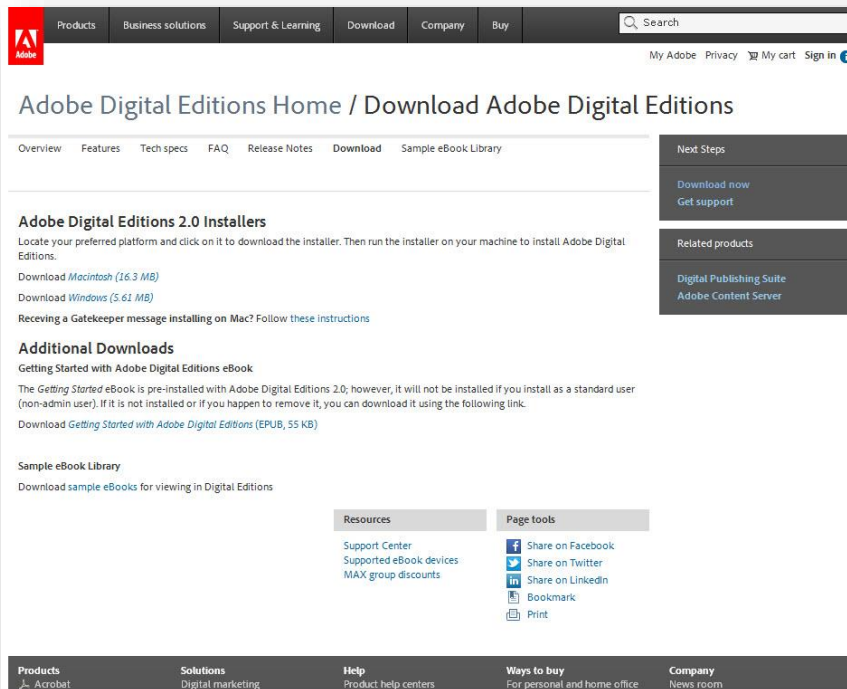 Adobe
Products Business solutions Support & Learning Download Company Buy
Search
My Adobe Privacy My cart Sign in
Adobe Digital Editions Home / Download Adobe Digital Editions
Overview Features Tech specs FAQ Release Notes Download Sample eBook Library
Next Steps
Download now
Get support
Related products
Digital Publishing Suite
Adobe Content Server
Adobe Digital Editions 2.0 Installers
Locate your preferred platform and click on it to download the installer. Then run the installer on your machine to install Adobe Digital
Editions.
Download Macintosh (16.3 MB)
Download Windows (5.61 MB)
Receving a Gatekeeper message installing on Mac? Follow these instructions
Additional Downloads
Getting Started with Adobe Digital Editions eBook
The Getting Started eBook is pre-installed with Adobe Digital Editions 2.0; however, it will not be installed if you install as a standard user
(non-admin user). If it is not installed or if you happen to remove it, you can download it using the following link.
Download Getting Started with Adobe Digital Editions (EPUB, 55 KB)
Sample eBook Library
Download sample eBooks for viewing in Digital Editions
Resources
Support Center
Supported eBook devices
MAX group discounts
Page tools
Share on Facebook
Share on Twitter
Share on LinkedIn
Bookmark
Print
Products Solutions Help Ways to buy Company
Acrobat Digital marketing Product help centers For personal and home office News room